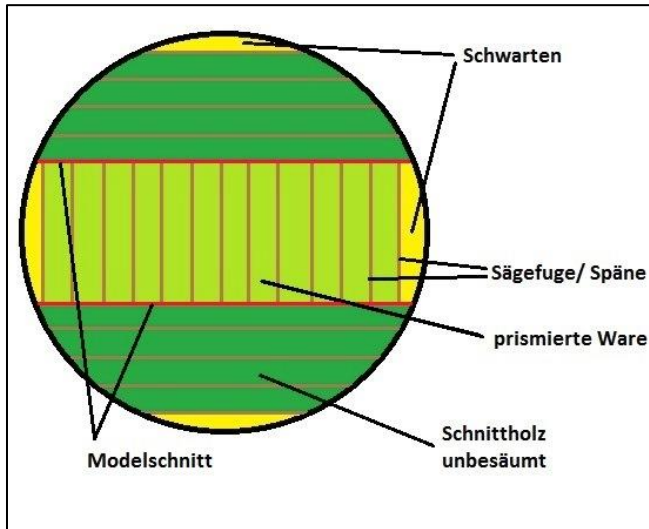 Schwarten
Sägefuge/ Späne
prismierte Ware
Schnittholz
unbesäumt
Modelschnitt